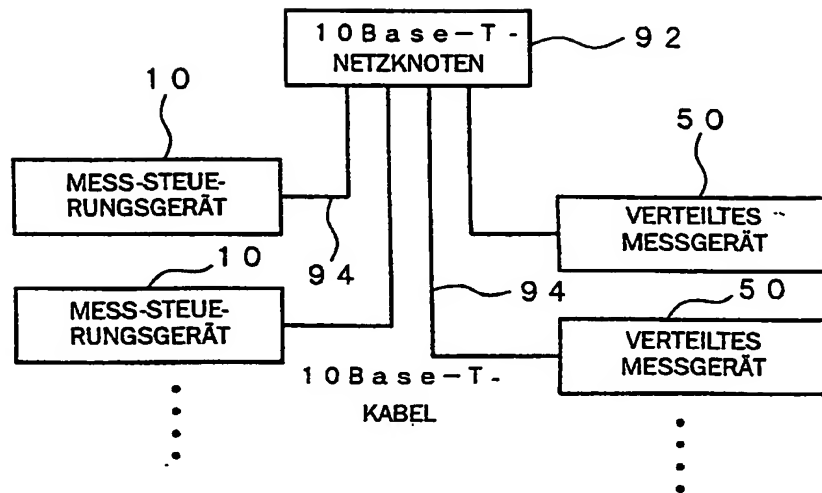 10Base-T-
NETZKNOTEN
92
10
50
MESS-STEUE-
RUNGSGERÄT
VERTEILTES
MESSGERÄT
94
10
94
50
MESS-STEUE-
RUNGSGERÄT
VERTEILTES
MESSGERÄT
10Base-T-
KABEL